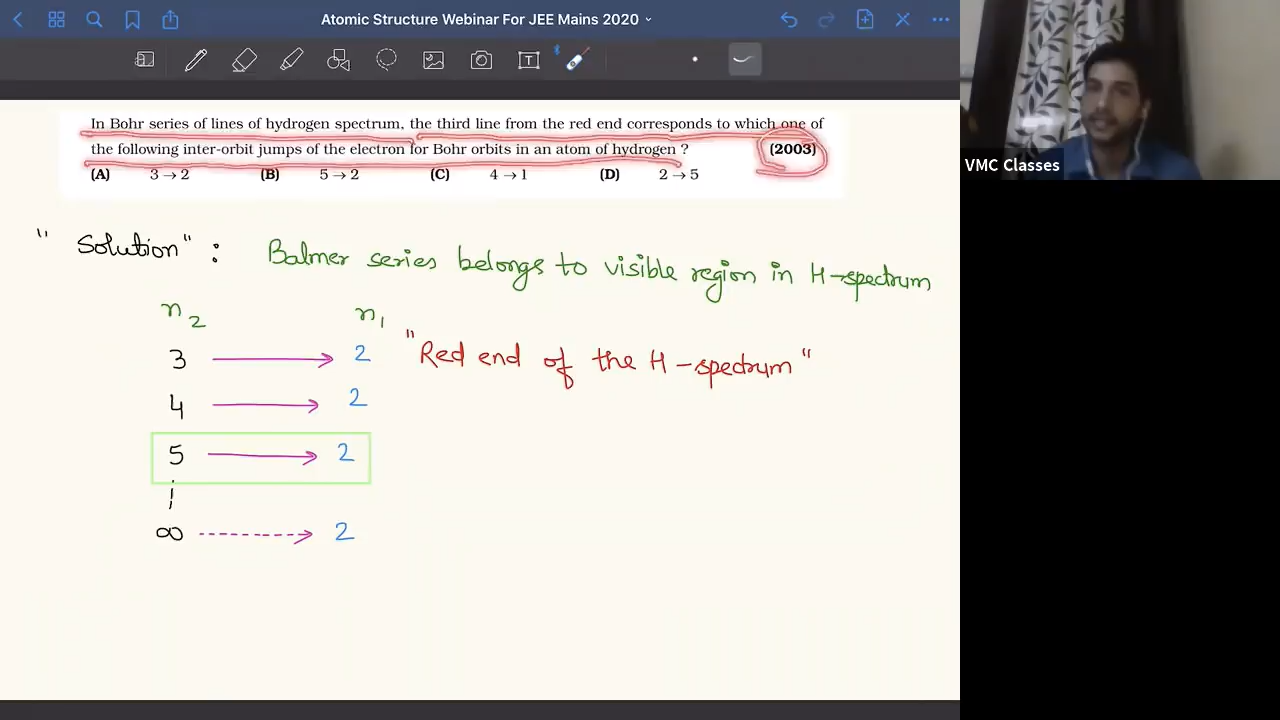 Atomic Structure Webinar For JEE Mains 2020
T
In Bohr series of lines of hydrogen spectrum, the third line from the red end corresponds to which one of
the following inter-orbit jumps of the electron for Bohr orbits in an atom of hydrogen ? (2003)
(A) 3 → 2 (B) 5 → 2 (C) 4 → 1 (D) 2 → 5
VMC Classes
"Solution" : Balmer series belongs to visible region in H-spectrum
n2 n1
3 → 2 "Red end of the H-spectrum"
4 → 2
5 → 2
∞ → 2